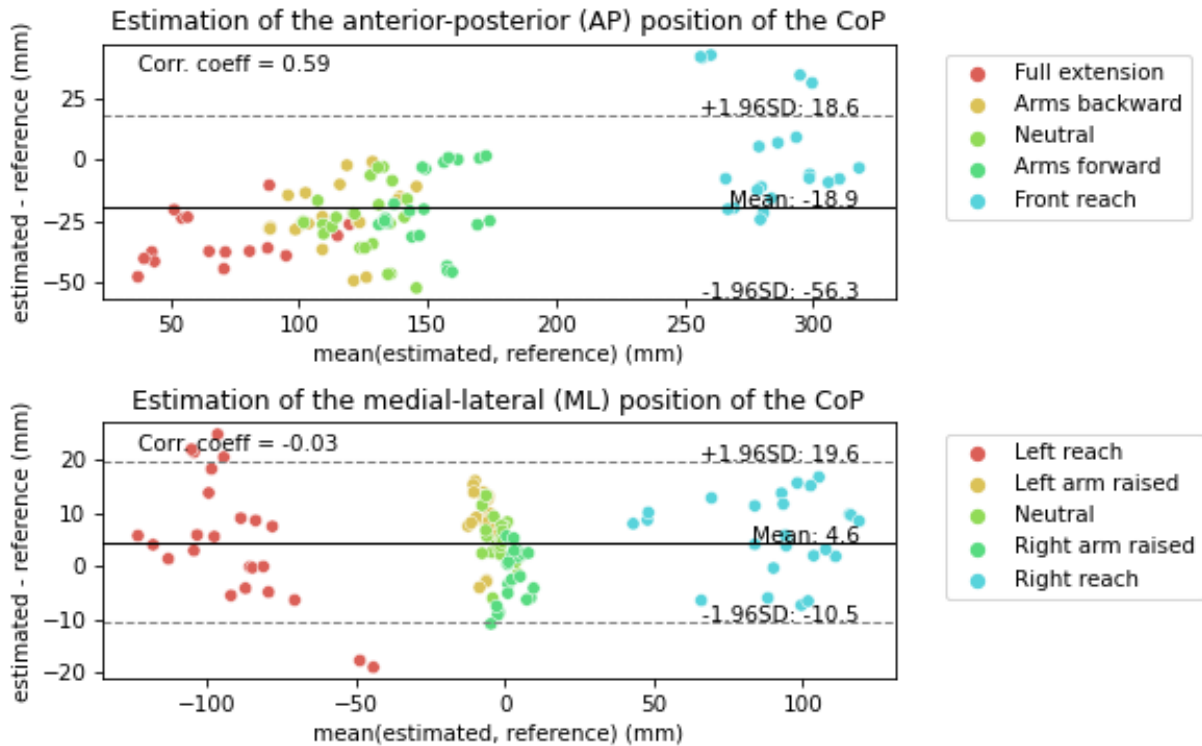 Estimation of the anterior-posterior (AP) position of the CoP
estimated - reference (mm)
25
0
−25
−50
Corr. coeff = 0.59
+1.96SD: 18.6
Mean: -18.9
-1.96SD: -56.3
50
100
150
200
250
300
mean(estimated, reference) (mm)
Full extension
Arms backward
Neutral
Arms forward
Front reach
Estimation of the medial-lateral (ML) position of the CoP
estimated - reference (mm)
20
10
0
−10
−20
Corr. coeff = -0.03
+1.96SD: 19.6
Mean: 4.6
-1.96SD: -10.5
−100
−50
0
50
100
mean(estimated, reference) (mm)
Left reach
Left arm raised
Neutral
Right arm raised
Right reach